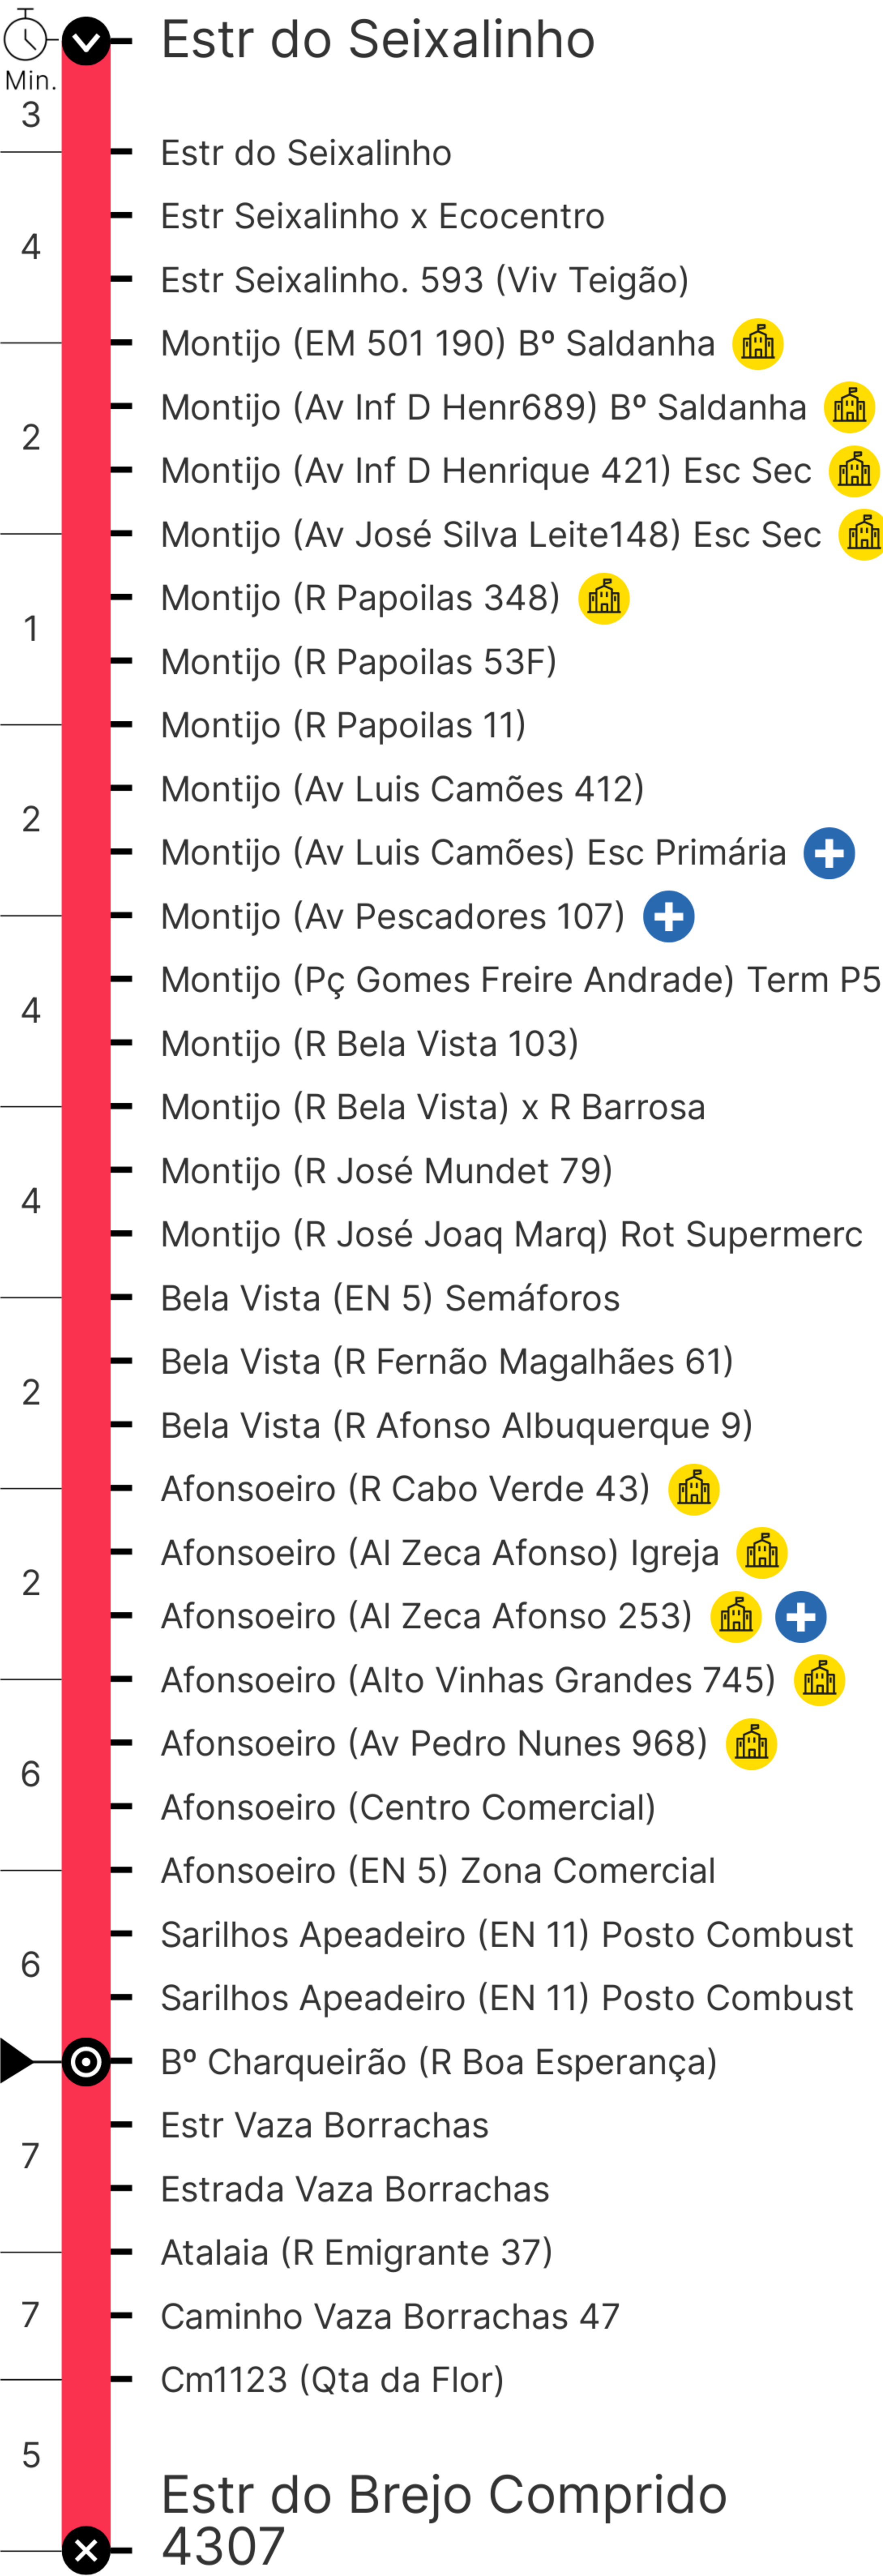 Estr do Seixalinho
Min.
3
Estr do Seixalinho
Estr Seixalinho x Ecocentro
4
Estr Seixalinho. 593 (Viv Teigão)
Montijo (EM 501 190) Bº Saldanha
Montijo (Av Inf D Henr689) Bº Saldanha
2
Montijo (Av Inf D Henrique 421) Esc Sec
Montijo (Av José Silva Leite148) Esc Sec
Montijo (R Papoilas 348)
1
Montijo (R Papoilas 53F)
Montijo (R Papoilas 11)
Montijo (Av Luis Camões 412)
2
Montijo (Av Luis Camões) Esc Primária
Montijo (Av Pescadores 107)
Montijo (Pç Gomes Freire Andrade) Term P5
4
Montijo (R Bela Vista 103)
Montijo (R Bela Vista) x R Barrosa
Montijo (R José Mundet 79)
4
Montijo (R José Joaq Marq) Rot Supermerc
Bela Vista (EN 5) Semáforos
Bela Vista (R Fernão Magalhães 61)
2
Bela Vista (R Afonso Albuquerque 9)
Afonsoeiro (R Cabo Verde 43)
Afonsoeiro (Al Zeca Afonso) Igreja
2
Afonsoeiro (Al Zeca Afonso 253)
Afonsoeiro (Alto Vinhas Grandes 745)
Afonsoeiro (Av Pedro Nunes 968)
6
Afonsoeiro (Centro Comercial)
Afonsoeiro (EN 5) Zona Comercial
Sarilhos Apeadeiro (EN 11) Posto Combust
6
Sarilhos Apeadeiro (EN 11) Posto Combust
Bº Charqueirão (R Boa Esperança)
Estr Vaza Borrachas
7
Estrada Vaza Borrachas
Atalaia (R Emigrante 37)
7
Caminho Vaza Borrachas 47
Cm1123 (Qta da Flor)
5
Estr do Brejo Comprido
4307